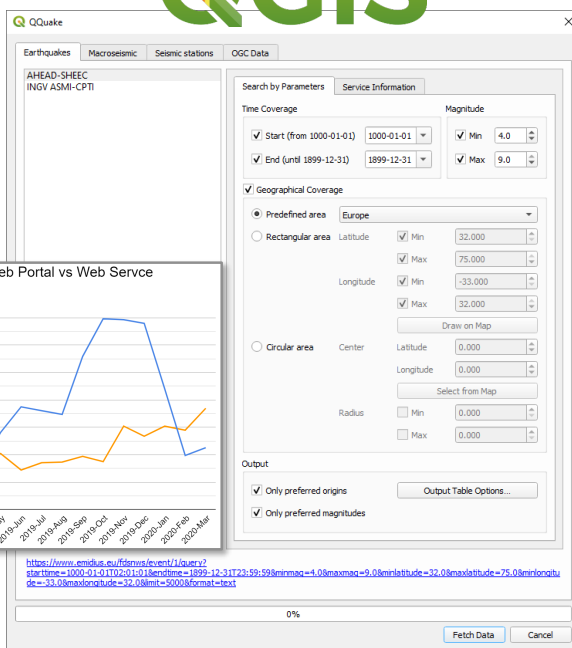 QGIS
QQuake
Earthquakes Macroseismic Seismic stations OGC Data
AHEAD-SHEEC
INGV ASMI-CPTI
Search by Parameters Service Information
Time Coverage Magnitude
Start (from 1000-01-01) 1000-01-01 Min 4.0
End (until 1899-12-31) 1899-12-31 Max 9.0
Geographical Coverage
Predefined area Europe
Rectangular area Latitude Min 32.000
Max 75.000
Longitude Min -33.000
Max 32.000
Draw on Map
Circular area Center Latitude 0.000
Longitude 0.000
Select from Map
Radius Min 0.000
Max 0.000
Output
Only preferred origins Output Table Options...
Only preferred magnitudes
eb Portal vs Web Servce
y 2019-Jun 2019-Jul 2019-Aug 2019-Sep 2019-Oct 2019-Nov 2019-Dec 2020-Jan 2020-Feb 2020-Mar
https://www.emidius.eu/fdsnws/event/1/query?
starttime=1000-01-01T02:01:01&endtime=1899-12-31T23:59:59&minmag=4.0&maxmag=9.0&minlatitude=32.0&maxlatitude=75.0&minlongitu
de=-33.0&maxlongitude=32.0&limit=5000&format=text
0%
Fetch Data Cancel